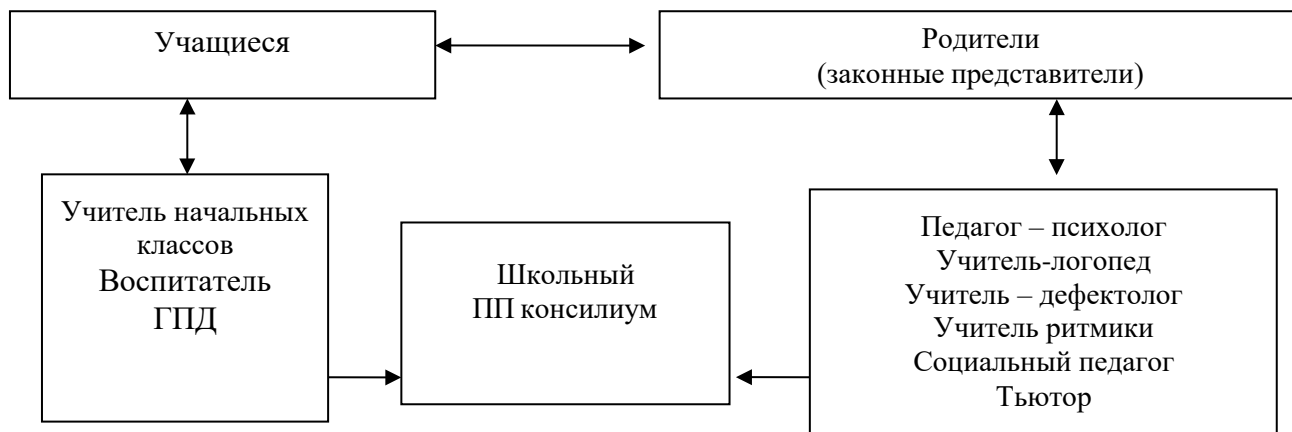 Учащиеся
Родители
(законные представители)
Учитель начальных
классов
Воспитатель
ГПД
Школьный
ПП консилиум
Педагог – психолог
Учитель-логопед
Учитель – дефектолог
Учитель ритмики
Социальный педагог
Тьютор